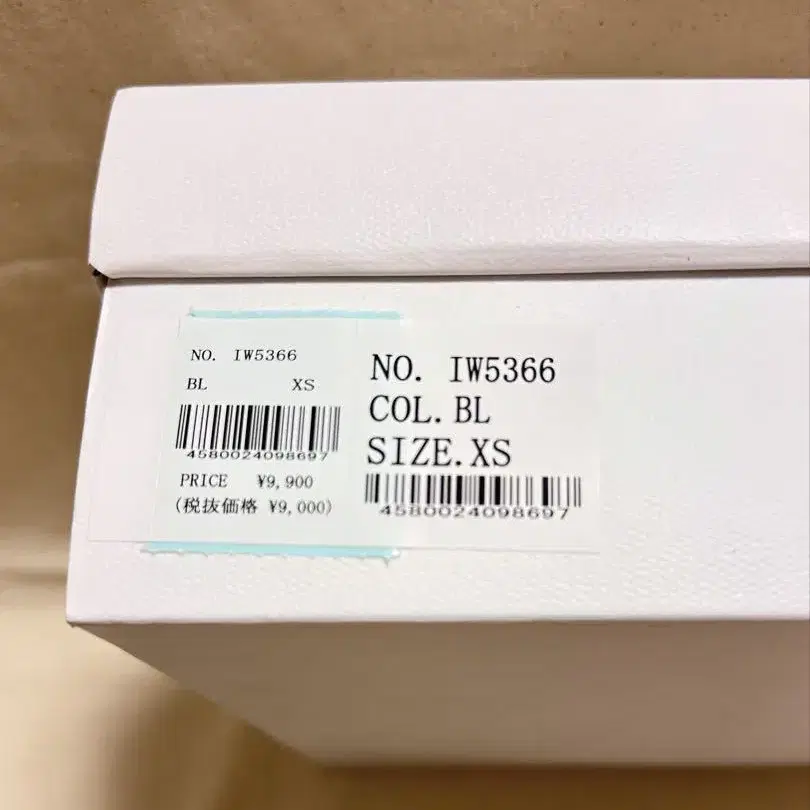 NO. IW5366
BL XS
4580024098697
PRICE ¥9,900
(税抜価格 ¥9,000)
NO. IW5366
COL. BL
SIZE.XS
4580024098697